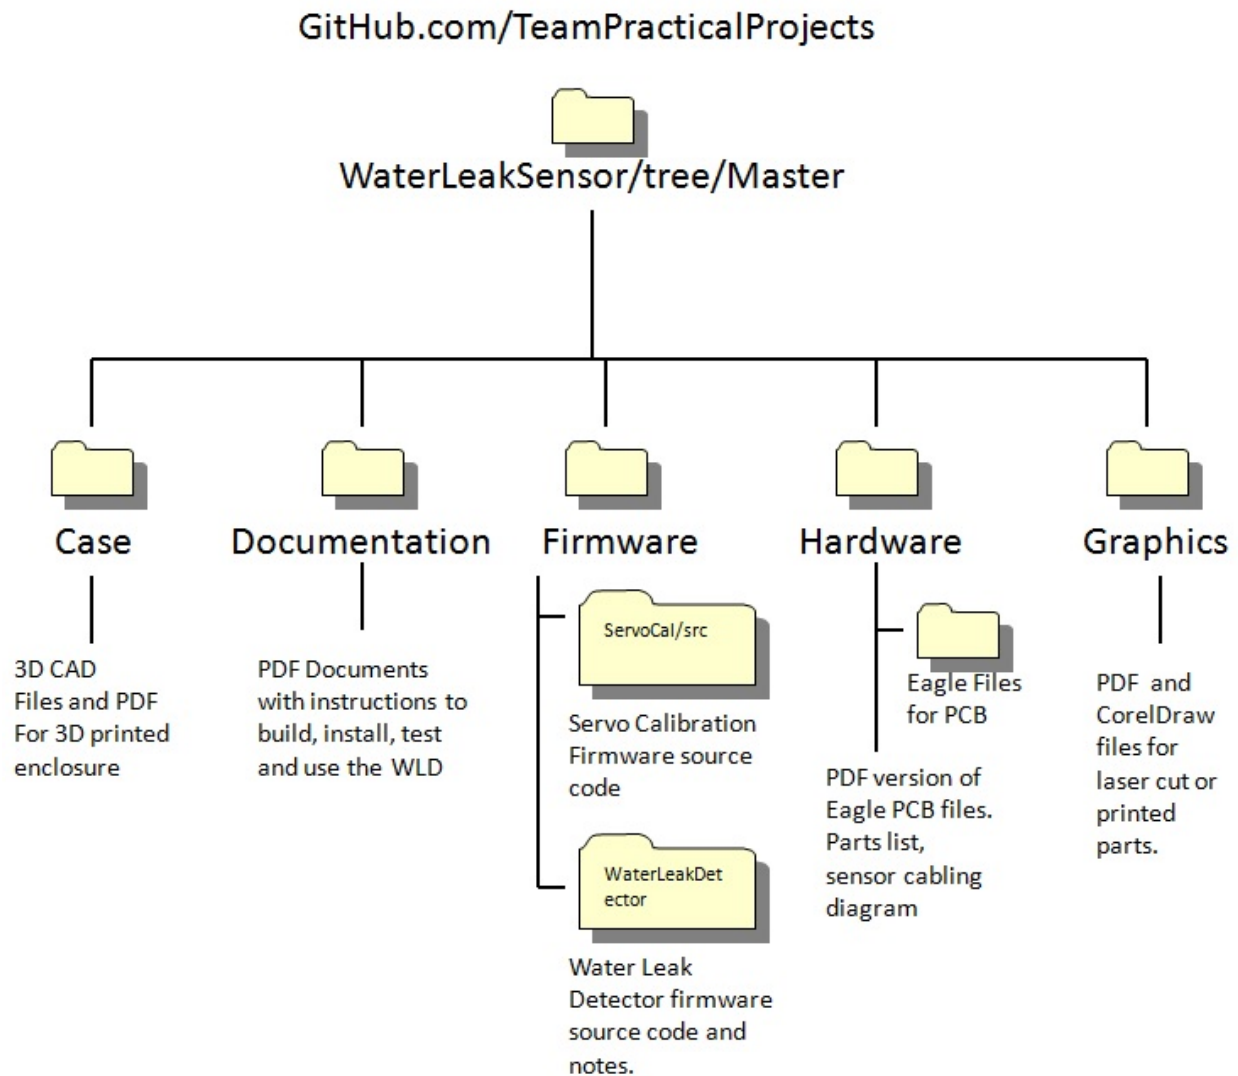 GitHub.com/TeamPracticalProjects
WaterLeakSensor/tree/Master
Case
3D CAD
Files and PDF
For 3D printed
enclosure
Documentation
PDF Documents
with instructions to
build, install, test
and use the WLD
Firmware
ServoCal/src
Servo Calibration
Firmware source
code
WaterLeakDet
ector
Water Leak
Detector firmware
source code and
notes.
Hardware
Eagle Files
for PCB
PDF version of
Eagle PCB files.
Parts list,
sensor cabling
diagram
Graphics
PDF and
CorelDraw
files for
laser cut or
printed
parts.